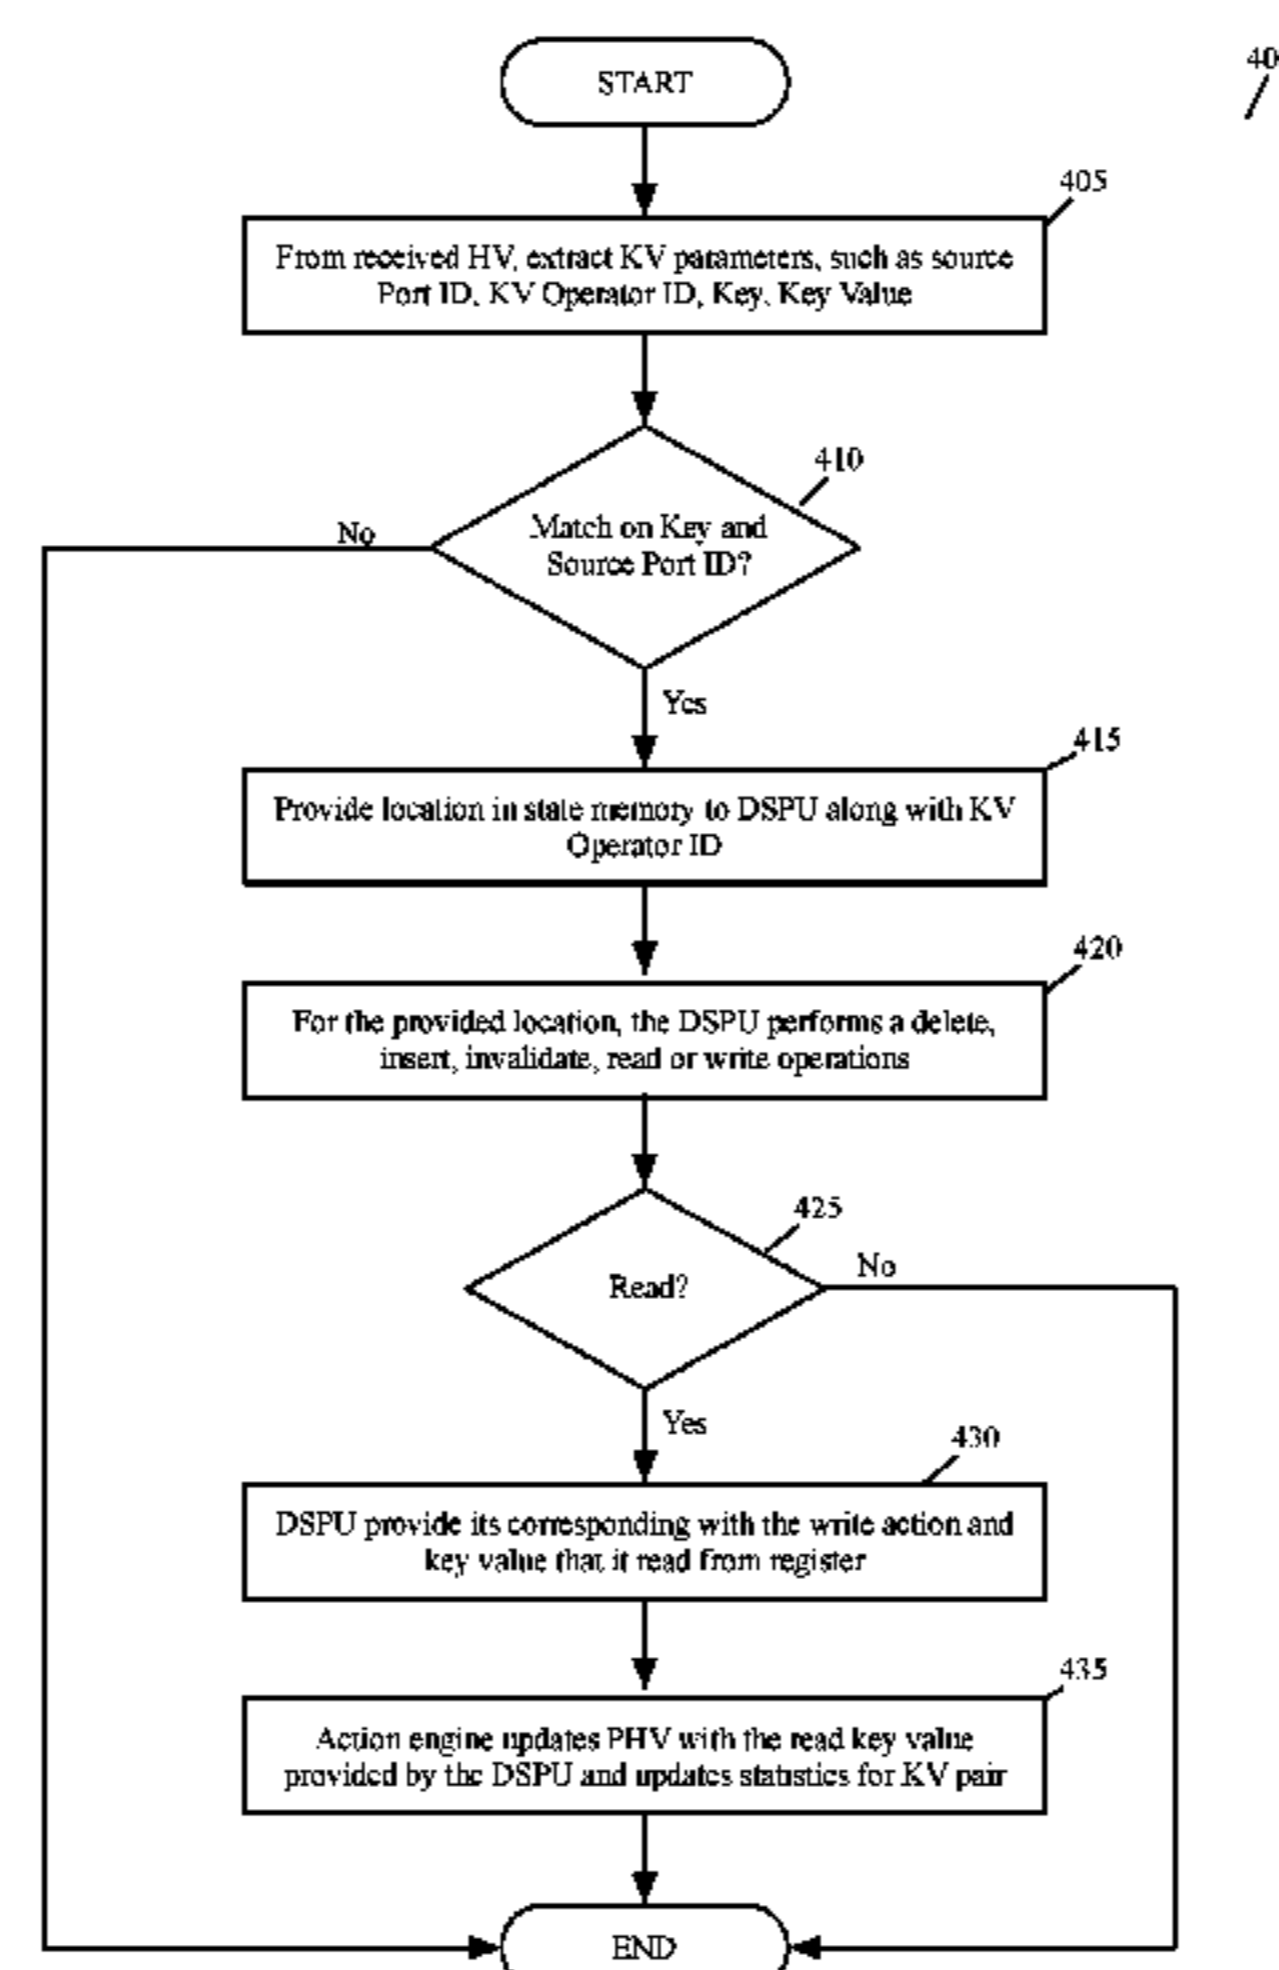 START
40
405
From received HV, extract KV parameters, such as source
Port ID, KV Operator ID, Key, Key Value
410
No
Match on Key and
Source Port ID?
Yes
415
Provide location in state memory to DSPU along with KV
Operator ID
420
For the provided location, the DSPU performs a delete,
insert, invalidate, read or write operations
425
No
Read?
Yes
430
DSPU provide its corresponding with the write action and
key value that it read from register
435
Action engine updates PHV with the read key value
provided by the DSPU and updates statistics for KV pair
END